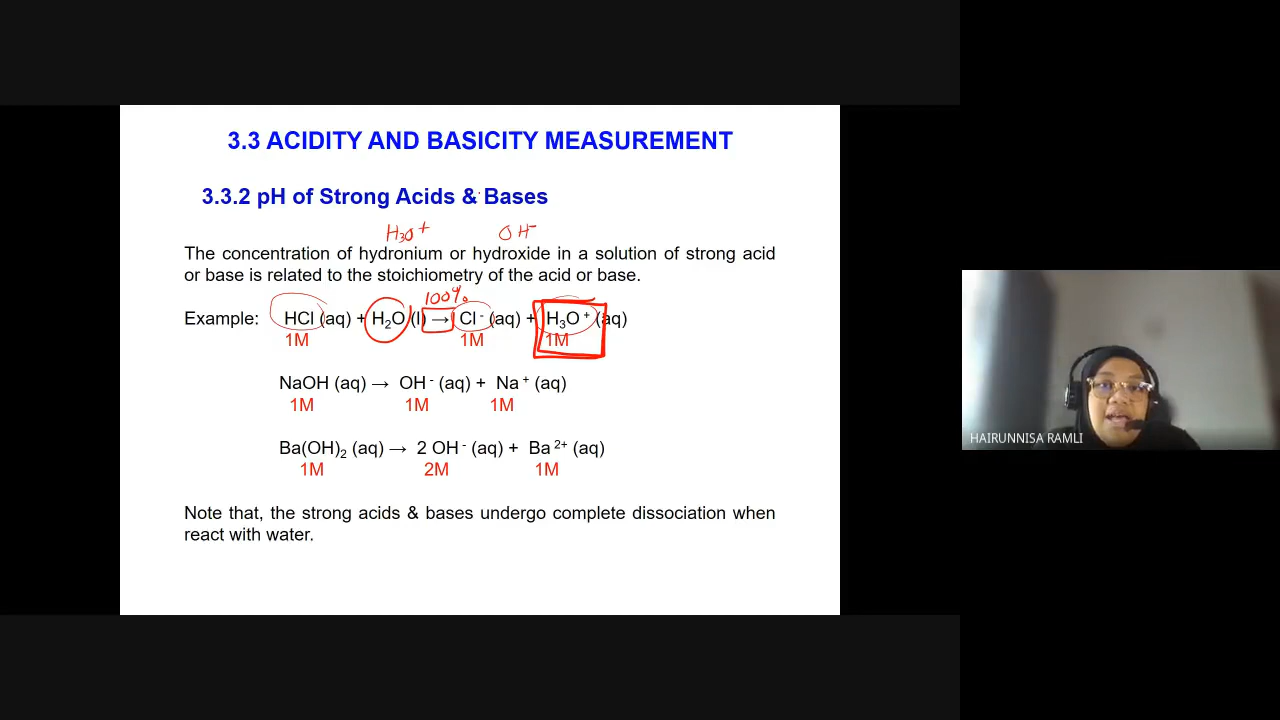 3.3 ACIDITY AND BASICITY MEASUREMENT
3.3.2 pH of Strong Acids & Bases
H₃O⁺ OH⁻
The concentration of hydronium or hydroxide in a solution of strong acid
or base is related to the stoichiometry of the acid or base.
100%
Example: HCl (aq) + H₂O (l) → Cl⁻ (aq) + H₃O⁺ (aq)
1M 1M 1M
NaOH (aq) → OH⁻ (aq) + Na⁺ (aq)
1M 1M 1M
HAIRUNNISA RAMLI
Ba(OH)₂ (aq) → 2 OH⁻ (aq) + Ba²⁺ (aq)
1M 2M 1M
Note that, the strong acids & bases undergo complete dissociation when
react with water.